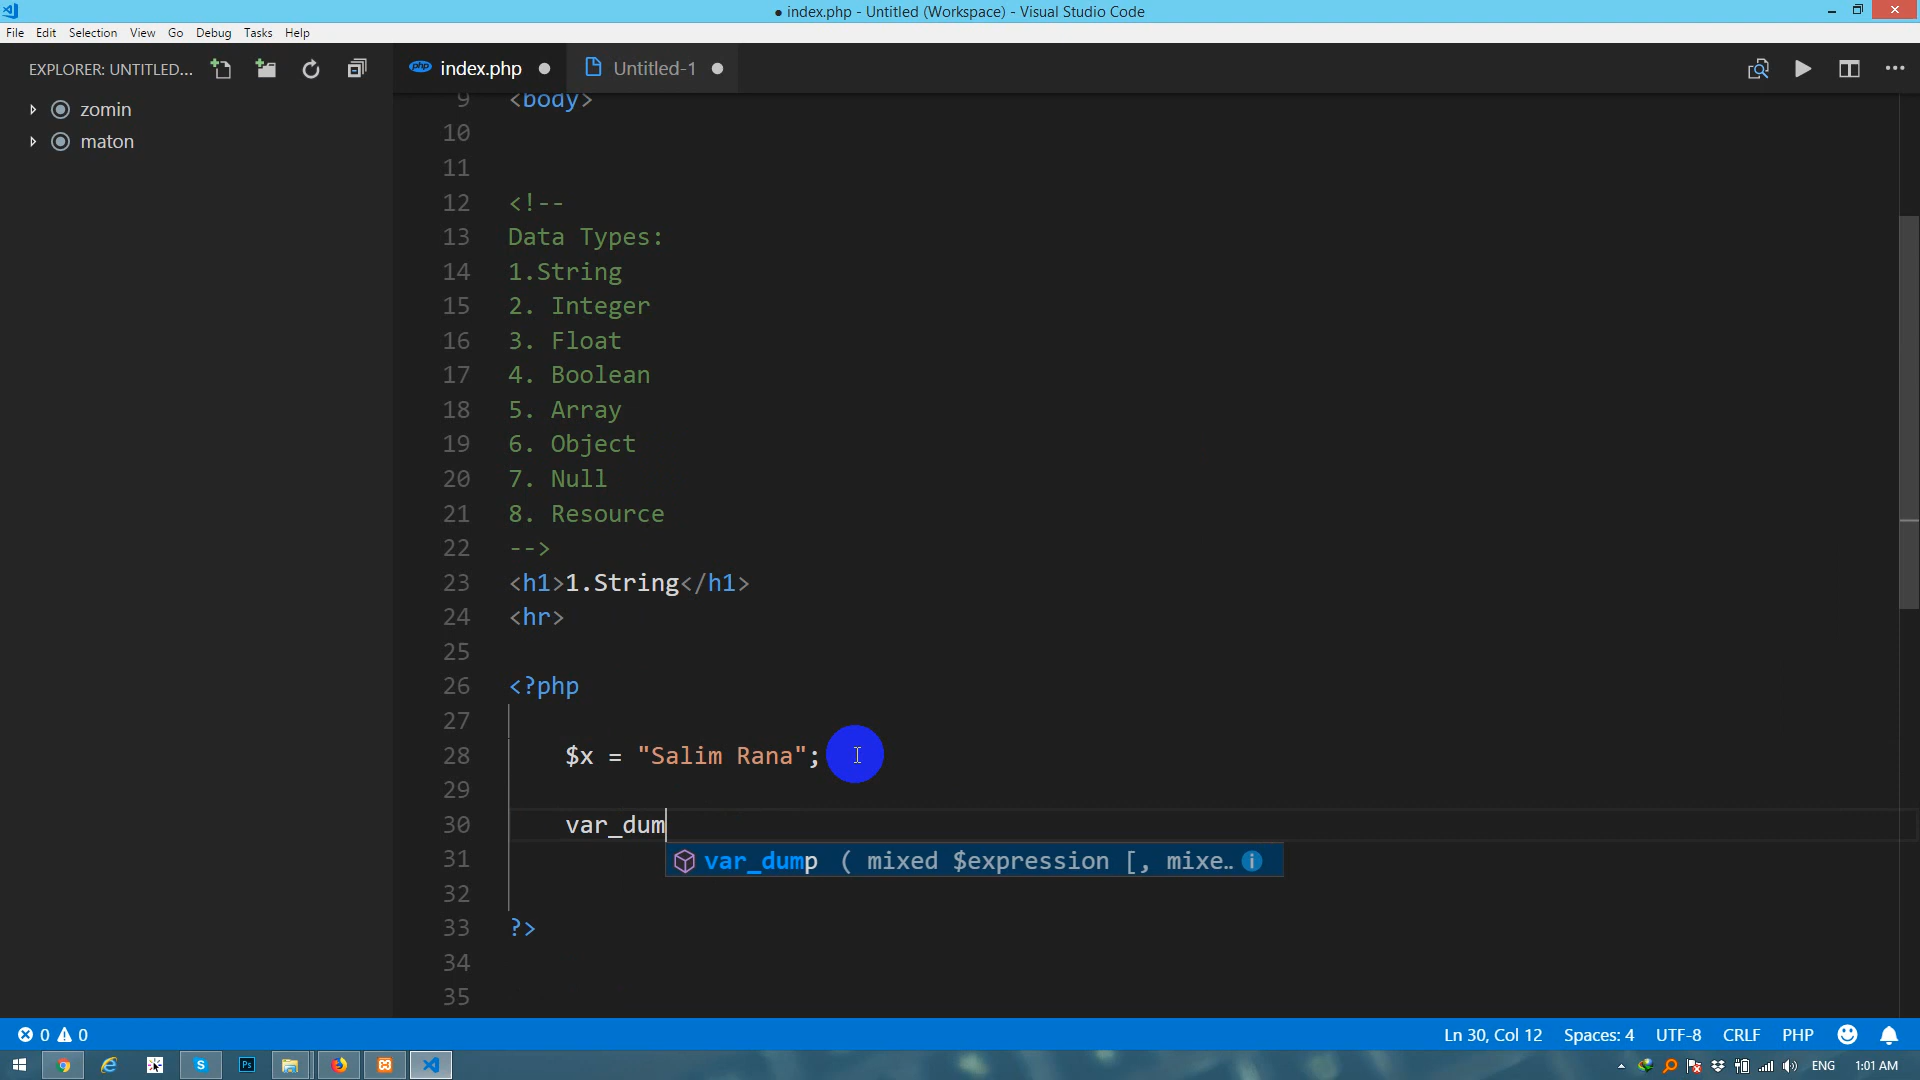 ● index.php - Untitled (Workspace) - Visual Studio Code
File Edit Selection View Go Debug Tasks Help
EXPLORER: UNTITLED...
index.php ●
Untitled-1 ●
zomin
maton
9 <body>
10
11
12 <!--
13 Data Types:
14 1.String
15 2. Integer
16 3. Float
17 4. Boolean
18 5. Array
19 6. Object
20 7. Null
21 8. Resource
22 -->
23 <h1>1.String</h1>
24 <hr>
25
26 <?php
27
28 $x = "Salim Rana";
29
30 var_dum
31 var_dump ( mixed $expression [, mixe..
32
33 ?>
34
35
0 0 Ln 30, Col 12 Spaces: 4 UTF-8 CRLF PHP
ENG 1:01 AM